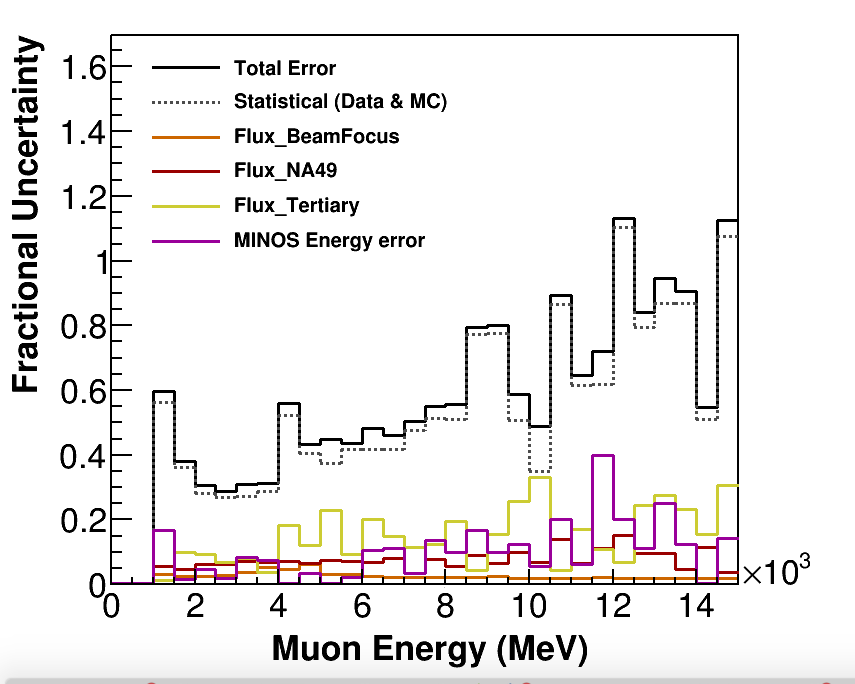 Fractional Uncertainty
1.6
1.4
1.2
1
0.8
0.6
0.4
0.2
0
Total Error
Statistical (Data & MC)
Flux_BeamFocus
Flux_NA49
Flux_Tertiary
MINOS Energy error
0 2 4 6 8 10 12 14
×10³
Muon Energy (MeV)